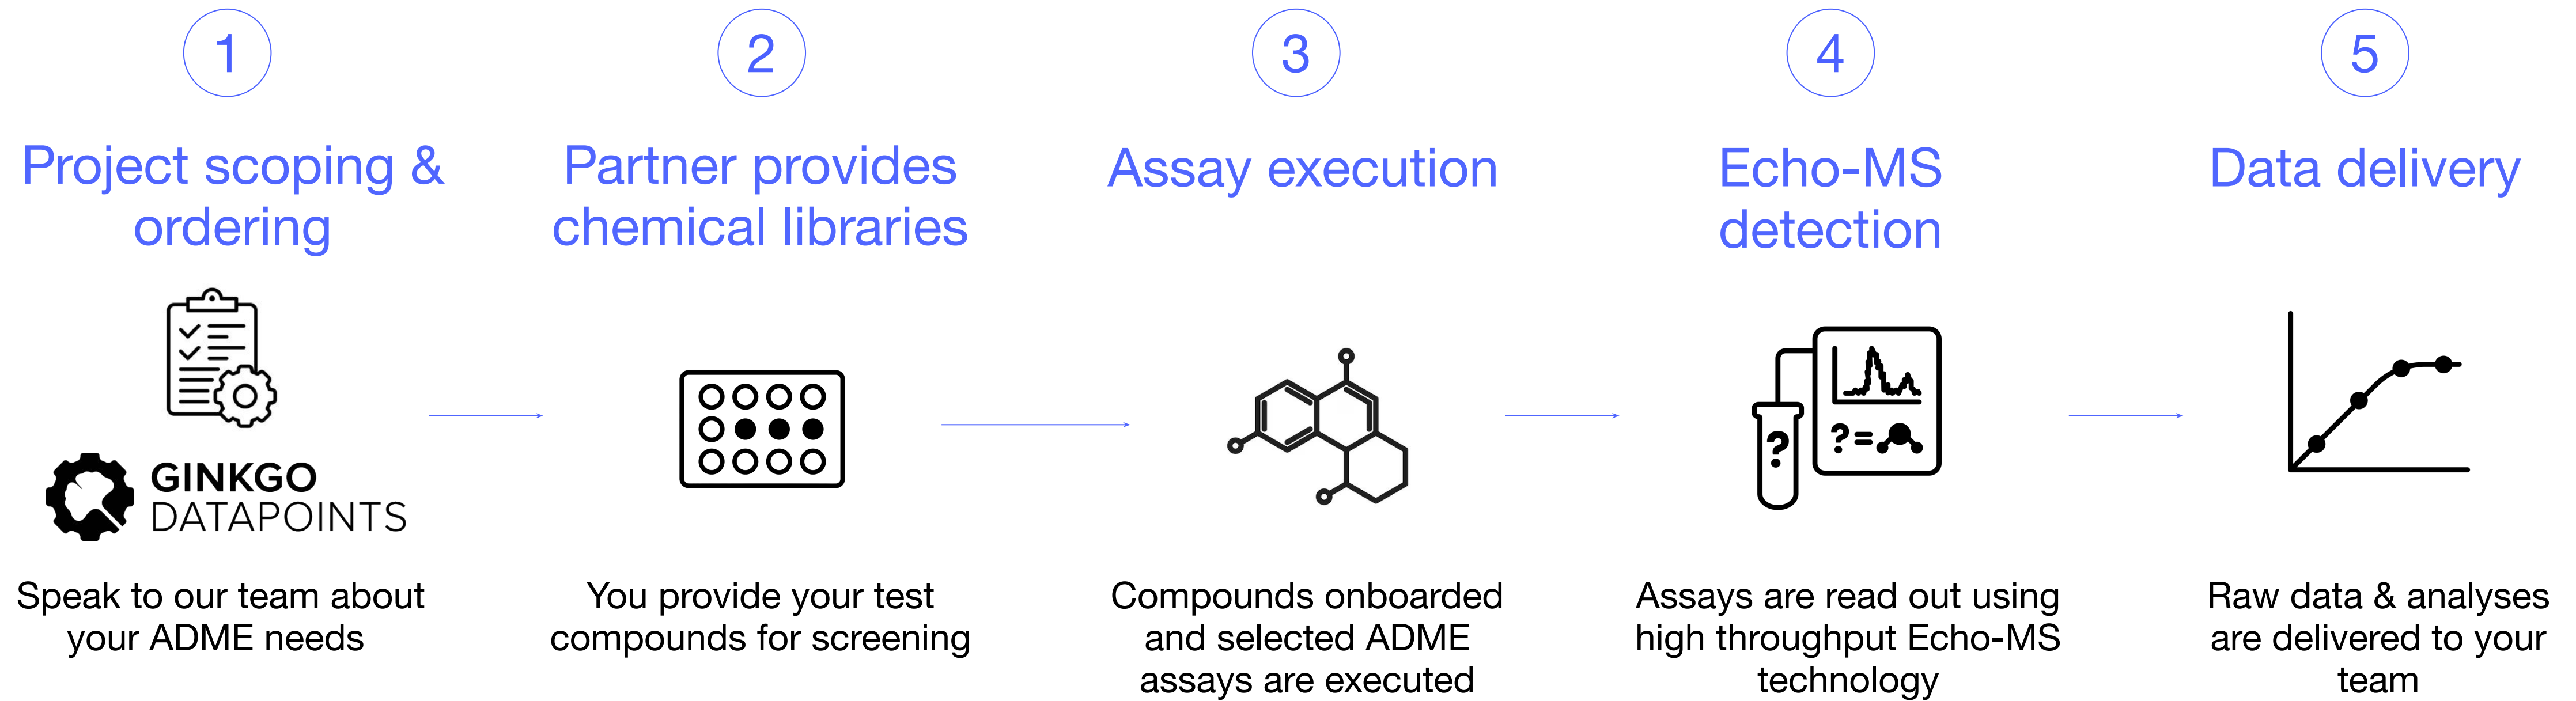 1
Project scoping &
ordering
GINKGO
DATAPOINTS
Speak to our team about
your ADME needs
2
Partner provides
chemical libraries
You provide your test
compounds for screening
3
Assay execution
Compounds onboarded
and selected ADME
assays are executed
4
Echo-MS
detection
?
?=
Assays are read out using
high throughput Echo-MS
technology
5
Data delivery
Raw data & analyses
are delivered to your
team